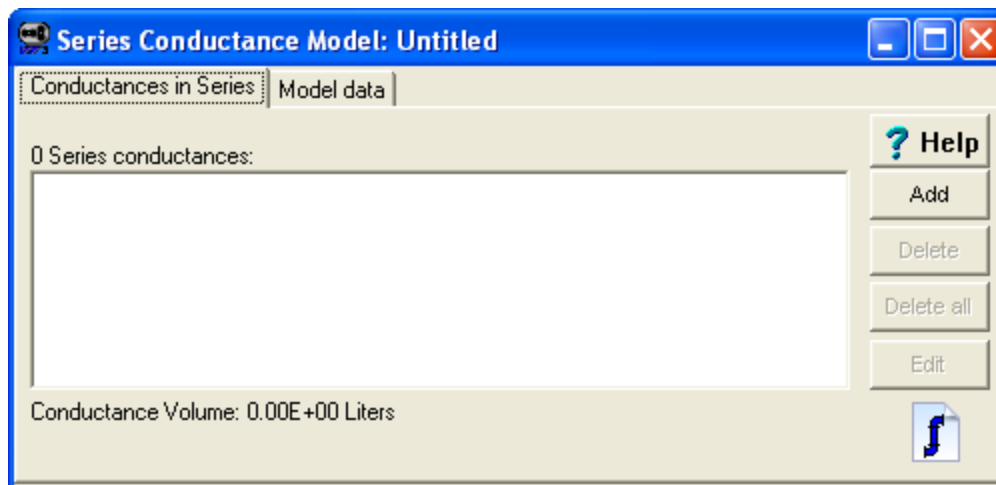 Series Conductance Model: Untitled
Conductances in Series
Model data
0 Series conductances:
? Help
Add
Delete
Delete all
Edit
Conductance Volume: 0.00E+00 Liters